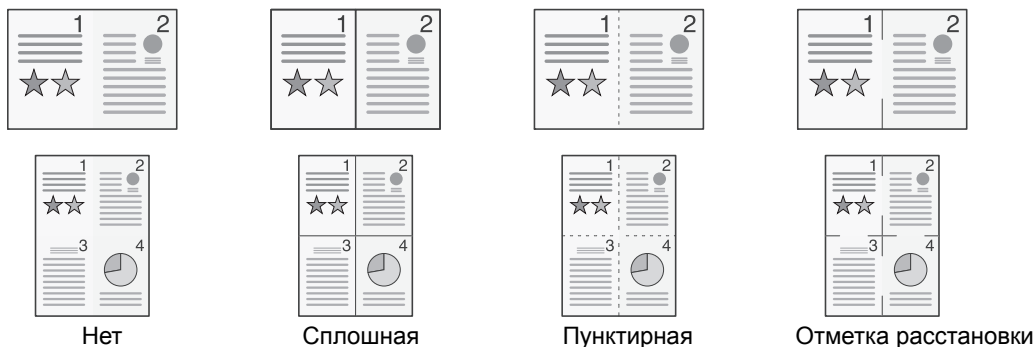 1 2 1 2 1 2 1 2
1 2 1 2 1 2 1 2
3 4 3 4 3 4 3 4
Нет Сплошная Пунктирная Отметка расстановки